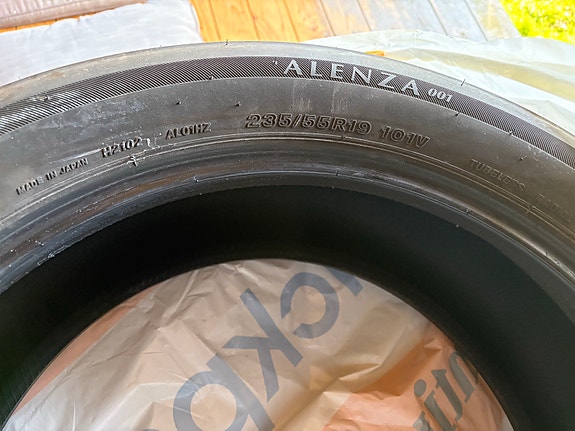 ALENZA 001
235/55R19 101V
MADE IN JAPAN H2102 AL01HZ
TUBELESS